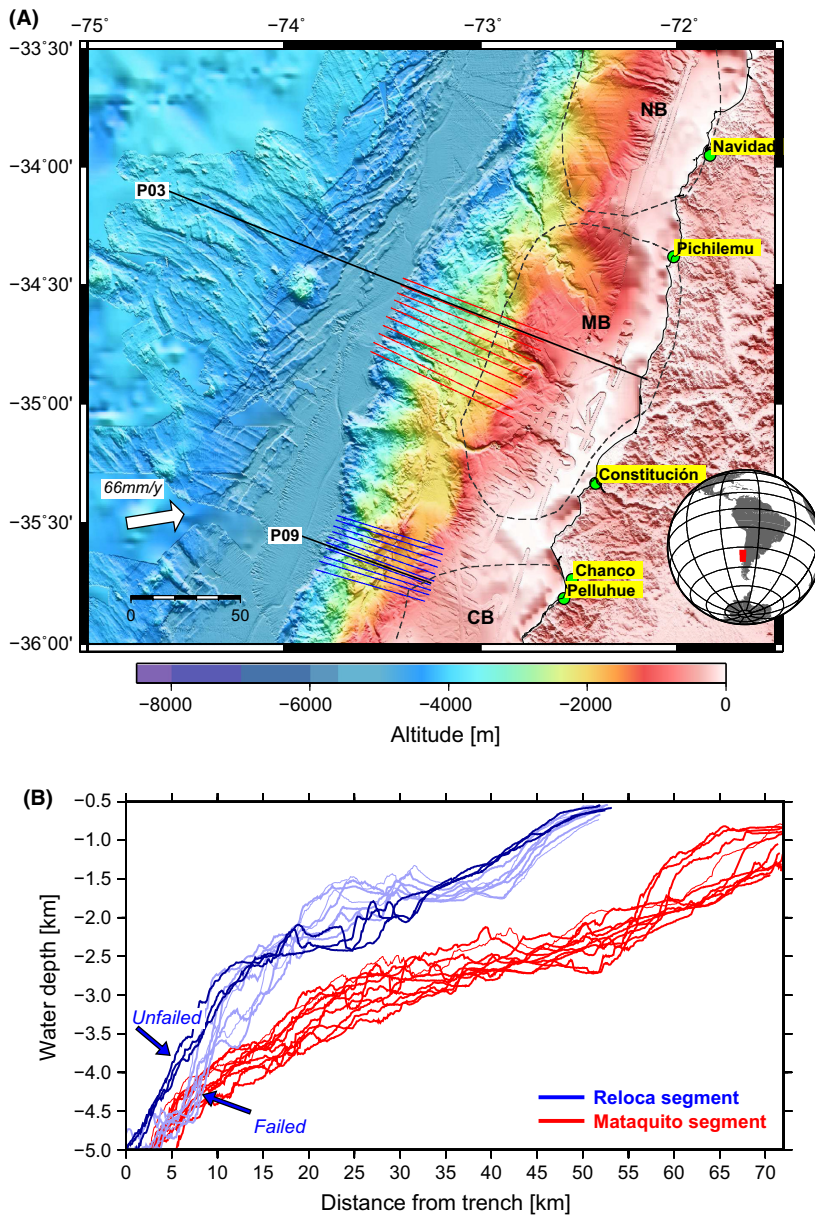 (A)
−75° −74° −73° −72°
−33°30'
−34°00'
−34°30'
−35°00'
−35°30'
−36°00'
NB
Navidad
P03
Pichilemu
MB
Constitución
66mm/y
P09
Chanco
Pelluhue
CB
0 50
−8000 −6000 −4000 −2000 0
Altitude [m]
(B)
−0.5
−1.0
−1.5
−2.0
−2.5
−3.0
−3.5
−4.0
−4.5
−5.0
Water depth [km]
Unfailed
Failed
Reloca segment
Mataquito segment
0 5 10 15 20 25 30 35 40 45 50 55 60 65 70
Distance from trench [km]